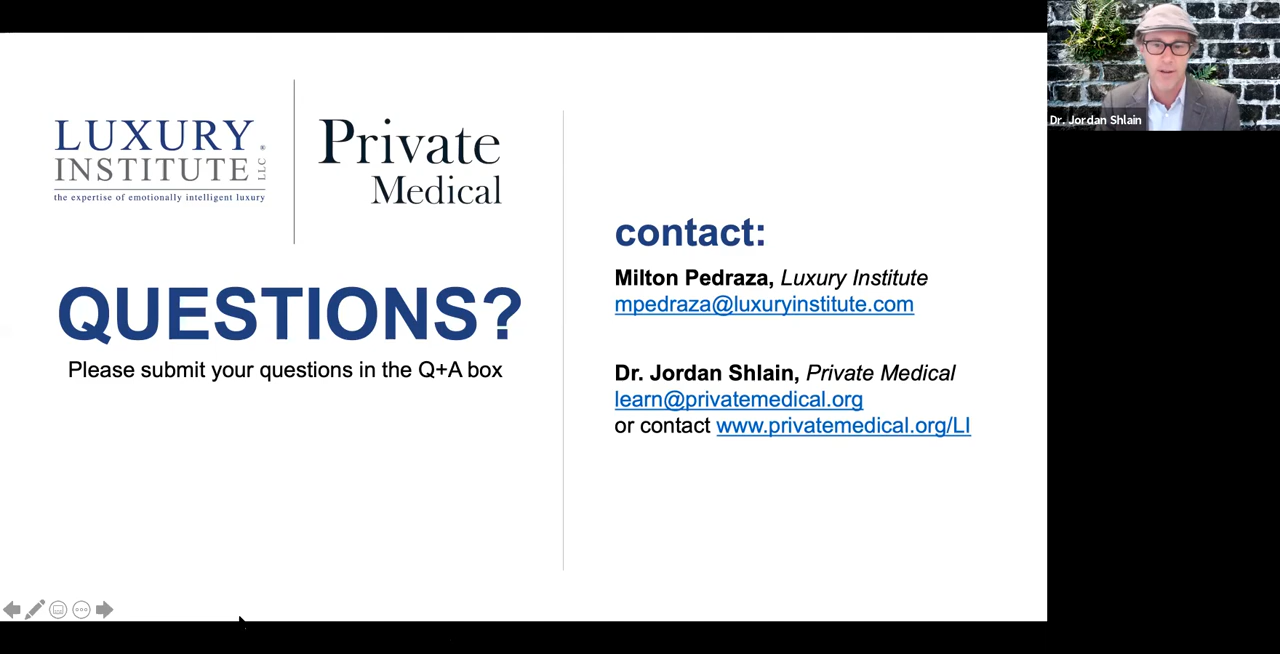 LUXURY
INSTITUTE LLC ®
the expertise of emotionally intelligent luxury
Private
Medical
QUESTIONS?
Please submit your questions in the Q+A box
contact:
Milton Pedraza, Luxury Institute
mpedraza@luxuryinstitute.com
Dr. Jordan Shlain, Private Medical
learn@privatemedical.org
or contact www.privatemedical.org/LI
Dr. Jordan Shlain